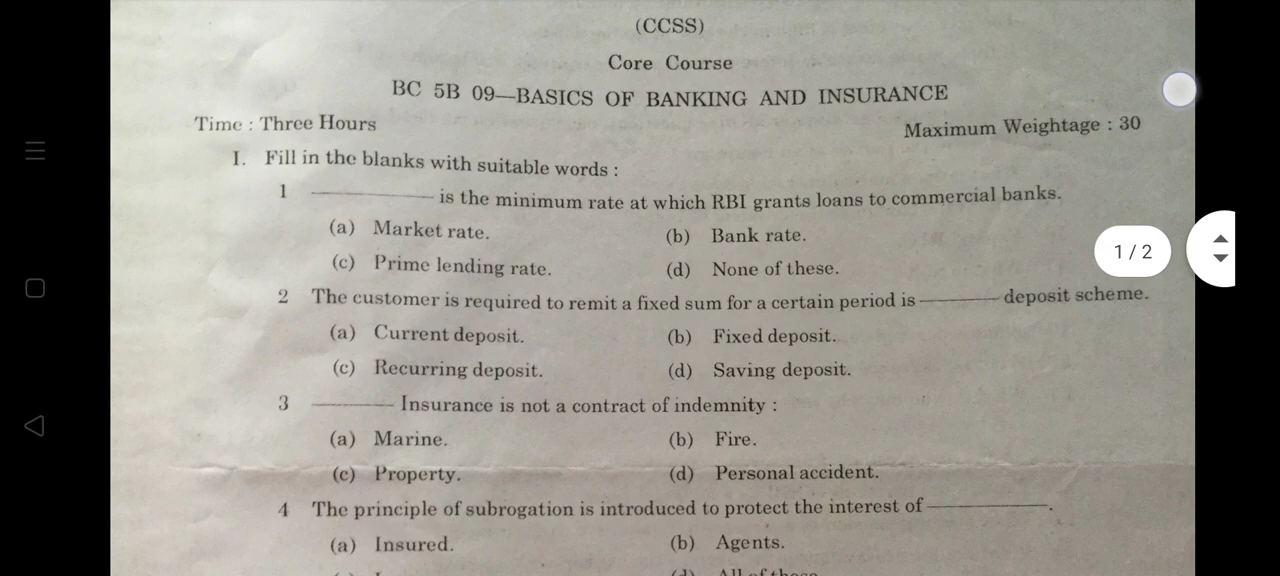 (CCSS)
Core Course
BC 5B 09—BASICS OF BANKING AND INSURANCE
Time : Three Hours
Maximum Weightage : 30
I. Fill in the blanks with suitable words :
1 ———— is the minimum rate at which RBI grants loans to commercial banks.
(a) Market rate. (b) Bank rate.
(c) Prime lending rate. (d) None of these.
2 The customer is required to remit a fixed sum for a certain period is ——— deposit scheme.
(a) Current deposit. (b) Fixed deposit.
(c) Recurring deposit. (d) Saving deposit.
3 ——— Insurance is not a contract of indemnity :
(a) Marine. (b) Fire.
(c) Property. (d) Personal accident.
4 The principle of subrogation is introduced to protect the interest of ————.
(a) Insured. (b) Agents.
(d) All of these
1 / 2